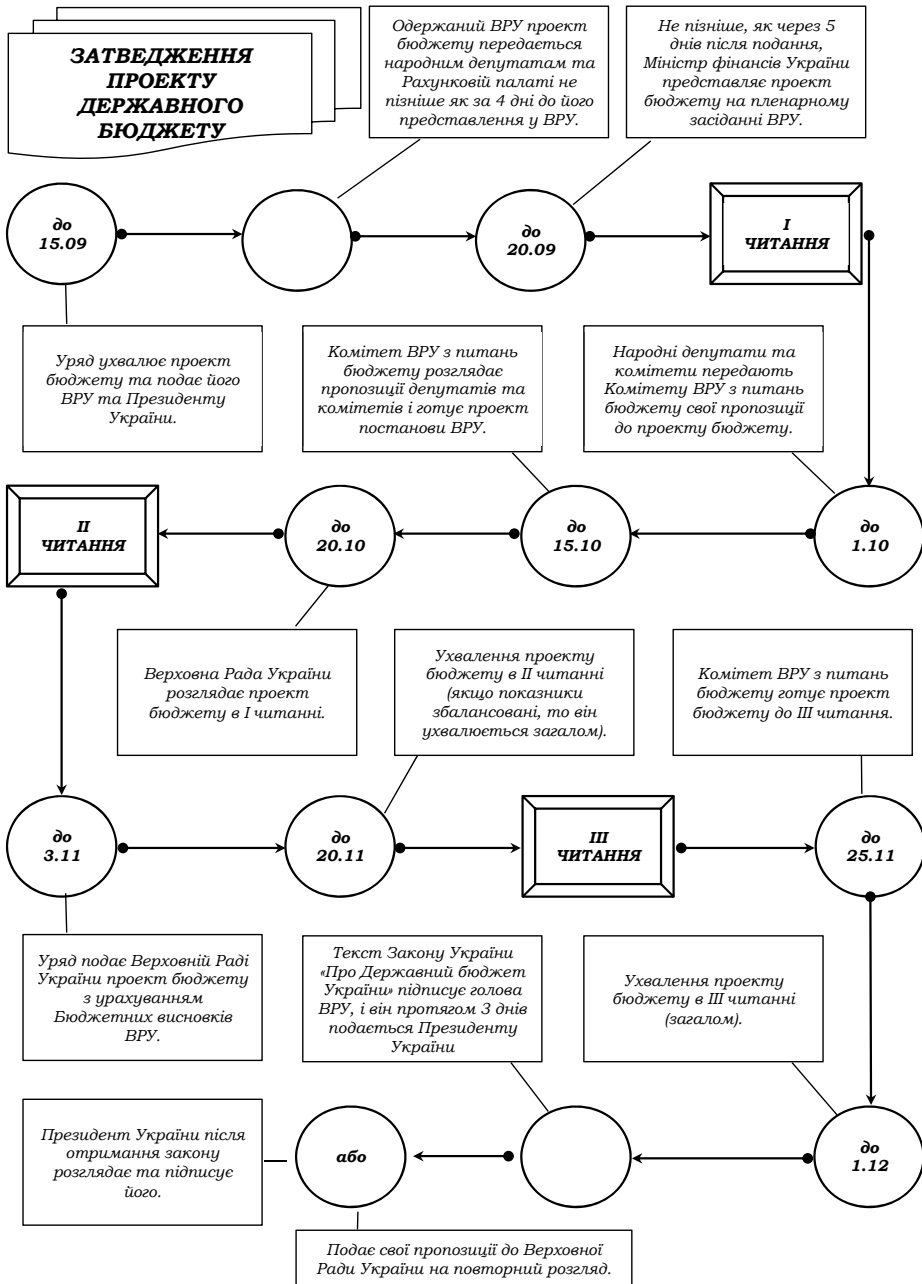 ЗАТВЕДЖЕННЯ
ПРОЕКТУ
ДЕРЖАВНОГО
БЮДЖЕТУ
Одержаний ВРУ проект
бюджету передається
народним депутатам та
Рахунковій палаті не
пізніше як за 4 дні до його
представлення у ВРУ.
Не пізніше, як через 5
днів після подання,
Міністр фінансів України
представляє проект
бюджету на пленарному
засіданні ВРУ.
до
15.09
до
20.09
І
ЧИТАННЯ
Уряд ухвалює проект
бюджету та подає його
ВРУ та Президенту
України.
Комітет ВРУ з питань
бюджету розглядає
пропозиції депутатів та
комітетів і готує проект
постанови ВРУ.
Народні депутати та
комітети передають
Комітету ВРУ з питань
бюджету свої пропозиції
до проекту бюджету.
ІІ
ЧИТАННЯ
до
20.10
до
15.10
до
1.10
Верховна Рада України
розглядає проект
бюджету в І читанні.
Ухвалення проекту
бюджету в ІІ читанні
(якщо показники
збалансовані, то він
ухвалюється загалом).
Комітет ВРУ з питань
бюджету готує проект
бюджету до ІІІ читання.
до
3.11
до
20.11
ІІІ
ЧИТАННЯ
до
25.11
Уряд подає Верховній Раді
України проект бюджету
з урахуванням
Бюджетних висновків
ВРУ.
Текст Закону України
«Про Державний бюджет
України» підписує голова
ВРУ, і він протягом 3 днів
подається Президенту
України
Ухвалення проекту
бюджету в ІІІ читанні
(загалом).
Президент України після
отримання закону
розглядає та підписує
його.
або
до
1.12
Подає свої пропозиції до Верховної
Ради України на повторний розгляд.